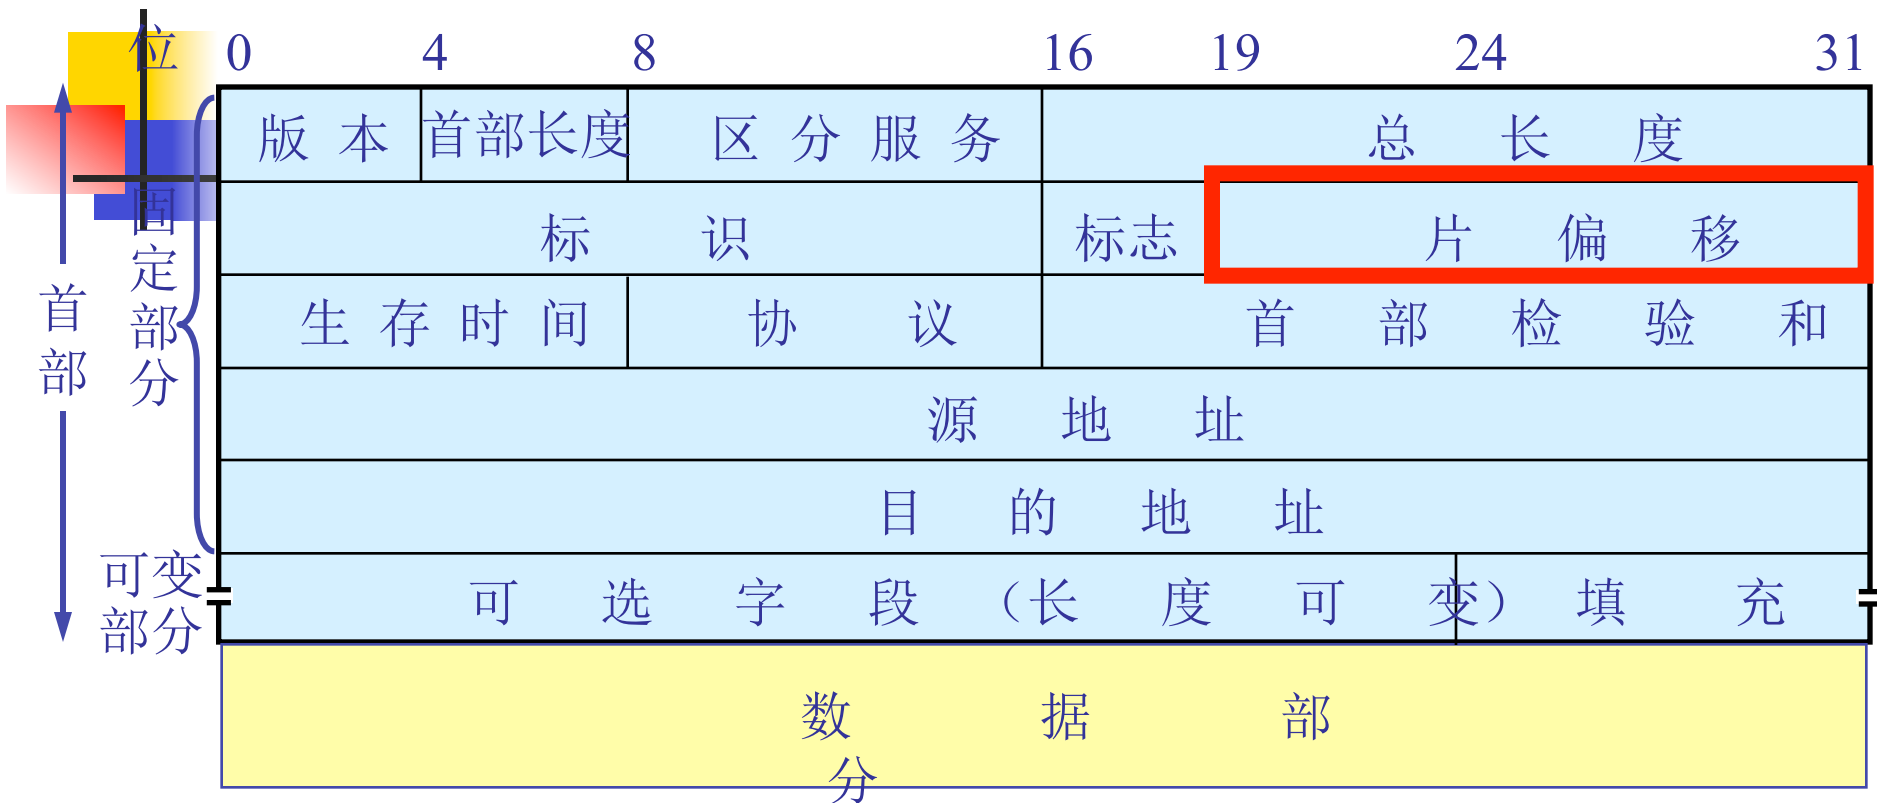 位 0 4 8 16 19 24 31
版本 首部长度 区分服务 总长度
标识 标志 片偏移
生存时间 协议 首部检验和
源地址
目的地址
可选字段（长度可变） 填充
数据部
分
首部
固定部分
可变
部分